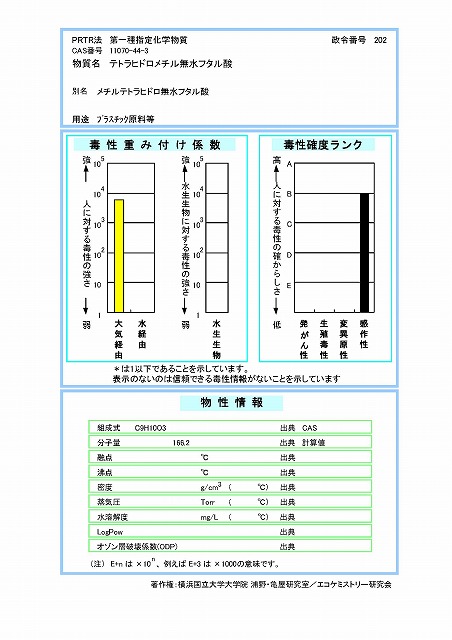 PRTR法 第一種指定化学物質 政令番号 202
CAS番号 11070-44-3
物質名 テトラヒドロメチル無水フタル酸
別名 メチルテトラヒドロ無水フタル酸
用途 プラスチック原料等
毒性重み付け係数
強 人に対する毒性の強さ 弱
10^5
10^4
10^3
10^2
10
1
大気経由
水経由
強 水生生物に対する毒性の強さ 弱
10^5
10^4
10^3
10^2
10
1
水生生物
毒性確度ランク
高 人に対する毒性の確からしさ 低
A
B
C
D
E
発がん性
生殖毒性
変異原性
感作性
*は1以下であることを示しています。
表示のないのは信頼できる毒性情報がないことを示しています
物性情報
組成式 C9H10O3 出典 CAS
分子量 166.2 出典 計算値
融点 ℃ 出典
沸点 ℃ 出典
密度 g/cm3 ( ℃) 出典
蒸気圧 Torr ( ℃) 出典
水溶解度 mg/L ( ℃) 出典
LogPow 出典
オゾン層破壊係数(ODP) 出典
(注) E+n は ×10^n、例えば E+3 は ×1000の意味です。
著作権:横浜国立大学大学院 浦野・亀屋研究室/エコケミストリー研究会